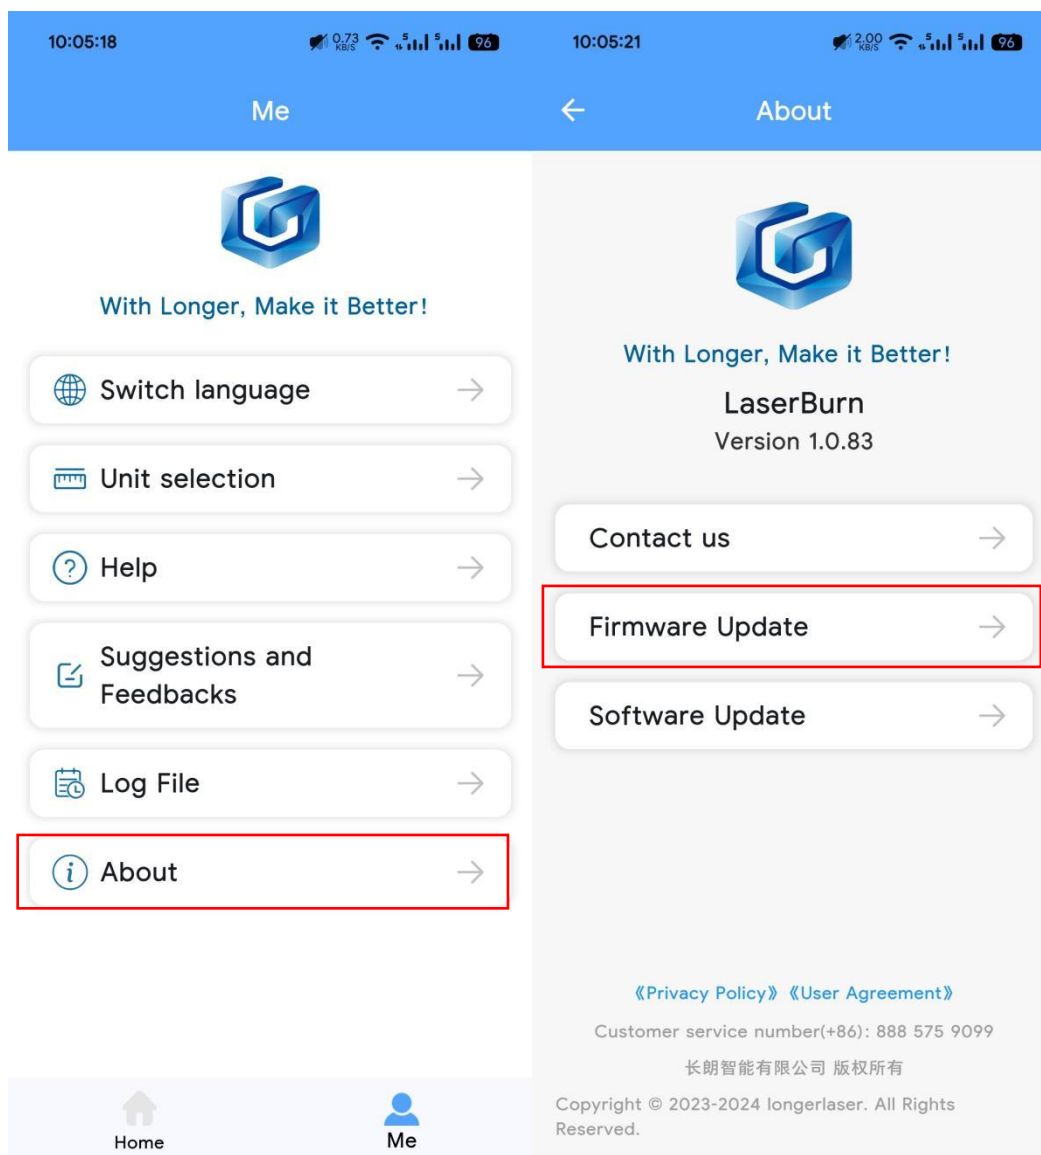 10:05:18
0.73
KB/S
5
5
96
Me
With Longer, Make it Better!
Switch language
Unit selection
? Help
Suggestions and
Feedbacks
Log File
i About
Home
Me
10:05:21
2.00
KB/S
5
5
96
About
With Longer, Make it Better!
LaserBurn
Version 1.0.83
Contact us
Firmware Update
Software Update
《Privacy Policy》《User Agreement》
Customer service number(+86): 888 575 9099
长朗智能有限公司 版权所有
Copyright © 2023-2024 longerlaser. All Rights
Reserved.